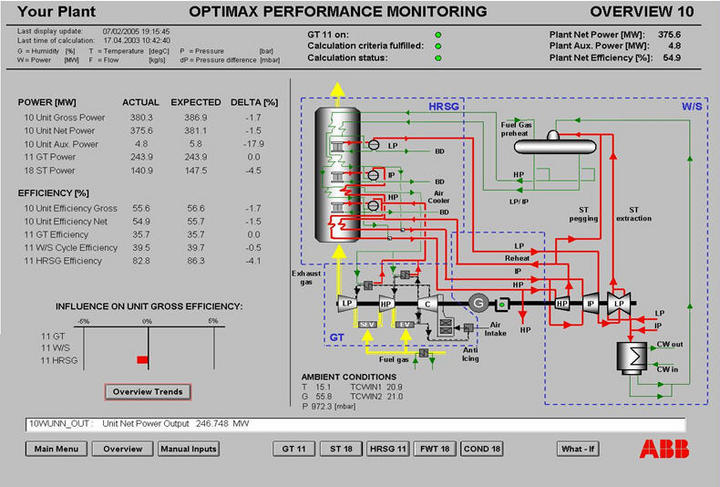 Your Plant OPTIMAX PERFORMANCE MONITORING OVERVIEW 10
Last display update: 07/02/2005 19:15:45
Last time of calculation: 17.04.2003 10:42:40
G = Humidity [%] T = Temperature [degC] P = Pressure [bar]
W = Power [MW] F = Flow [kg/s] dP = Pressure difference [mbar]
GT 11 on:
Calculation criteria fulfilled:
Calculation status:
Plant Net Power [MW]: 375.6
Plant Aux. Power [MW]: 4.8
Plant Net Efficiency [%]: 54.9
POWER [MW] ACTUAL EXPECTED DELTA [%]
10 Unit Gross Power 380.3 386.9 -1.7
10 Unit Net Power 375.6 381.1 -1.5
10 Unit Aux. Power 4.8 5.8 -17.9
11 GT Power 243.9 243.9 0.0
18 ST Power 140.9 147.5 -4.5
EFFICIENCY [%]
10 Unit Efficiency Gross 55.6 56.6 -1.7
10 Unit Efficiency Net 54.9 55.7 -1.5
11 GT Efficiency 35.7 35.7 0.0
11 W/S Cycle Efficiency 39.5 39.7 -0.5
11 HRSG Efficiency 82.8 86.3 -4.1
INFLUENCE ON UNIT GROSS EFFICIENCY:
-5% 0% 5%
11 GT
11 W/S
11 HRSG
Overview Trends
HRSG
W/S
Fuel Gas
preheat
LP
BD
IP
BD
HP
Air
Cooler
BD
HP
LP/ IP
ST
pegging
ST
extraction
LP
Reheat
IP
HP
Exhaust
gas
LP
HP
C
G
HP
IP
LP
SEV
EV
GT
Air
Intake
Anti
Icing
Fuel gas
HP
LP
IP
CW out
CW in
AMBIENT CONDITIONS
T 15.1 TCWIN1 20.9
G 55.8 TCWIN2 21.0
P 972.3 [mbar]
10WUNN_OUT : Unit Net Power Output 246.748 MW
Main Menu Overview Manual Inputs GT 11 ST 18 HRSG 11 FWT 18 COND 18 What - If ABB